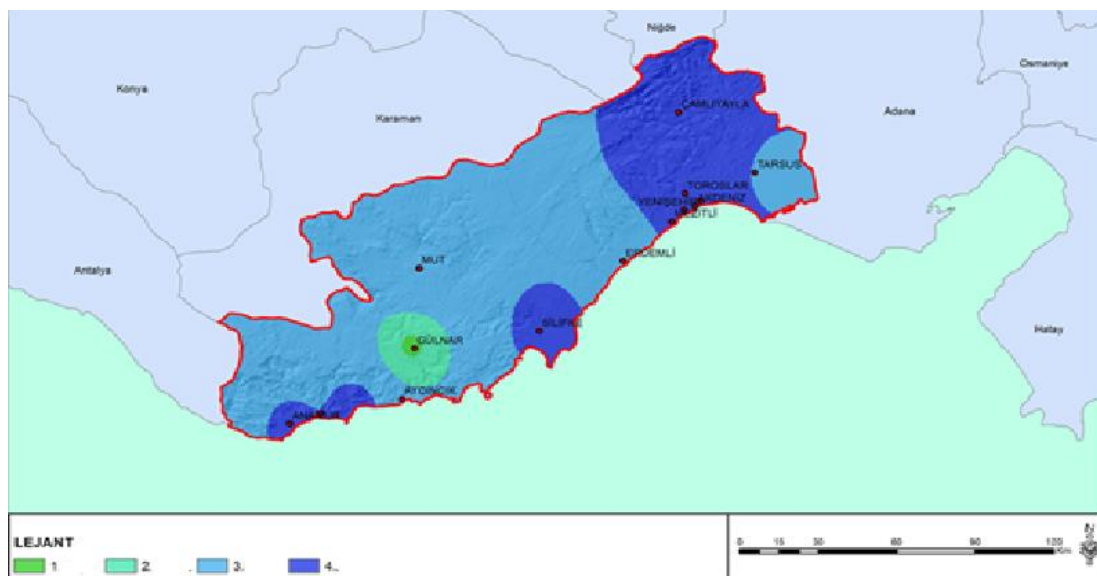 Niğde
Osmaniye
Konya
Karaman
Adana
ÇAMLIYAYLA
TARSUS
TOROSLAR
YENİŞEHİR
MEZİTLİ
ERDEMLİ
MUT
Antalya
SİLİFKE
Hatay
GÜLNAR
AYDINCIK
ANAMUR
LEJANT
1
2.
3.
4..
0 15 30 60 90 120
Km.